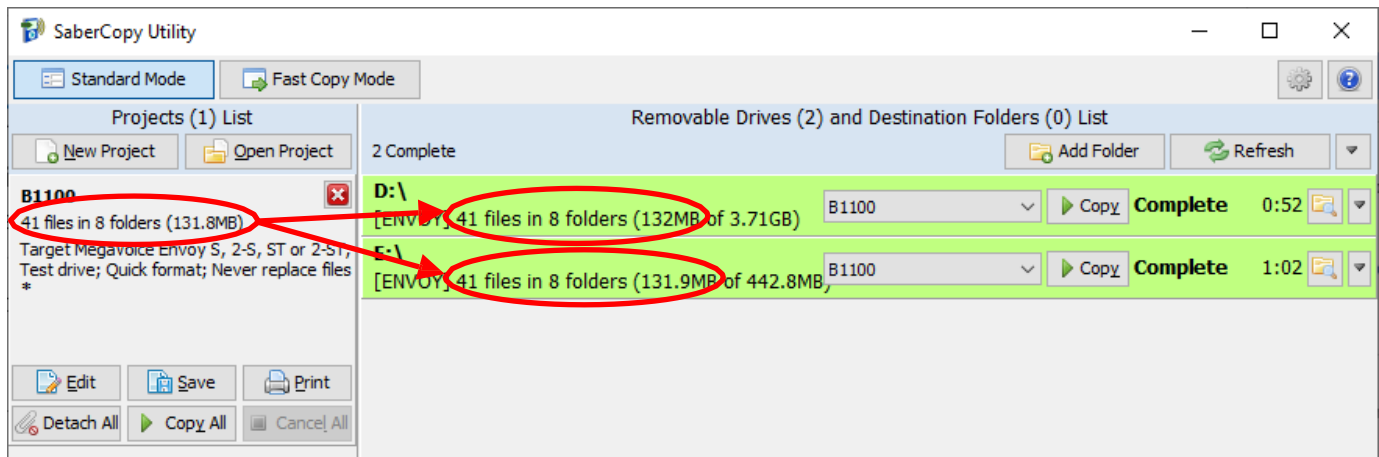 SaberCopy Utility
Standard Mode
Fast Copy Mode
Projects (1) List
Removable Drives (2) and Destination Folders (0) List
New Project
Open Project
2 Complete
Add Folder
Refresh
B1100
41 files in 8 folders (131.8MB)
Target MegaVoice Envoy S, 2-S, ST or 2-ST,
Test drive; Quick format; Never replace files
*
D:\
[ENVOY] 41 files in 8 folders (132MB of 3.71GB)
B1100
Copy
Complete
0:52
E:\
[ENVOY] 41 files in 8 folders (131.9MB of 442.8MB)
B1100
Copy
Complete
1:02
Edit
Save
Print
Detach All
Copy All
Cancel All